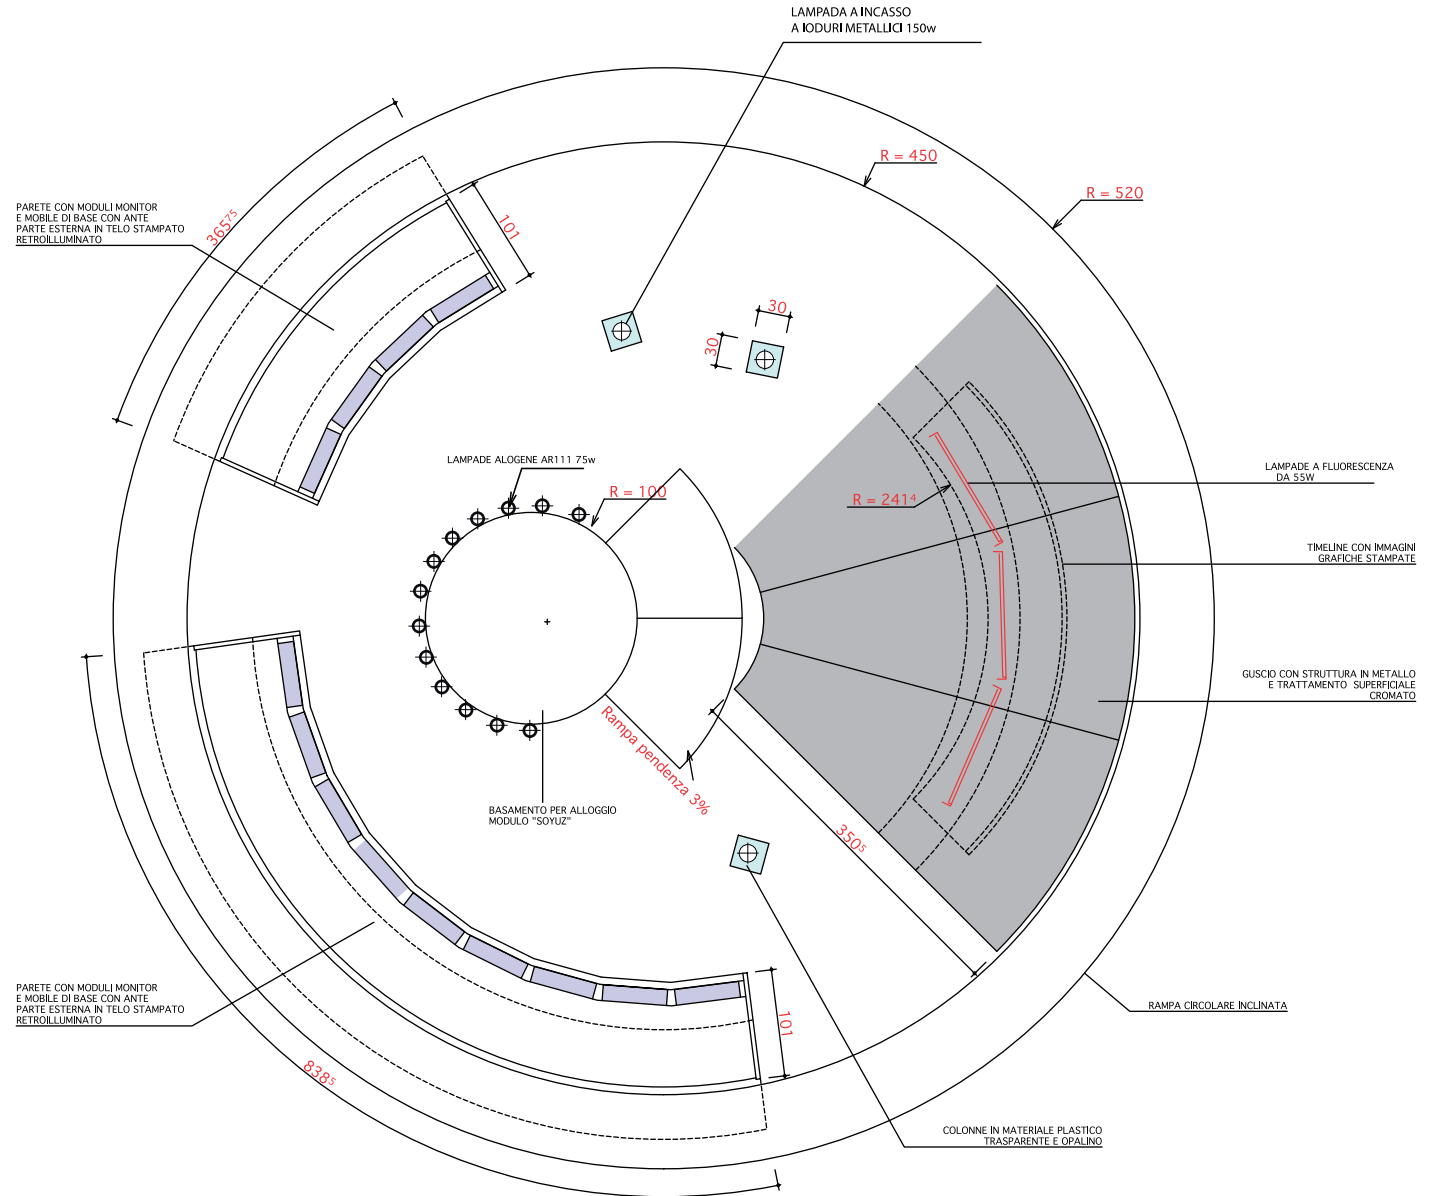 LAMPADA A INCASSO
A IODURI METALLICI 150w
R = 450
R = 520
PARETE CON MODULI MONITOR
E MOBILE DI BASE CON ANTE
PARTE ESTERNA IN TELO STAMPATO
RETROILLUMINATO
365⁷⁵
101
30
30
LAMPADE ALOGENE AR111 75w
R = 100
R = 241⁴
LAMPADE A FLUORESCENZA
DA 55W
TIMELINE CON IMMAGINI
GRAFICHE STAMPATE
GUSCIO CON STRUTTURA IN METALLO
E TRATTAMENTO SUPERFICIALE
CROMATO
Rampa pendenza 3%
BASAMENTO PER ALLOGGIO
MODULO "SOYUZ"
350⁵
PARETE CON MODULI MONITOR
E MOBILE DI BASE CON ANTE
PARTE ESTERNA IN TELO STAMPATO
RETROILLUMINATO
101
RAMPA CIRCOLARE INCLINATA
838⁵
COLONNE IN MATERIALE PLASTICO
TRASPARENTE E OPALINO